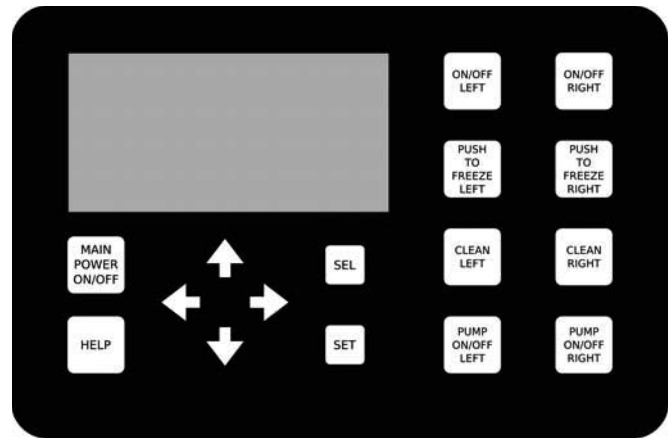 ON/OFF
LEFT
ON/OFF
RIGHT
PUSH
TO
FREEZE
LEFT
PUSH
TO
FREEZE
RIGHT
MAIN
POWER
ON/OFF
SEL
CLEAN
LEFT
CLEAN
RIGHT
HELP
SET
PUMP
ON/OFF
LEFT
PUMP
ON/OFF
RIGHT